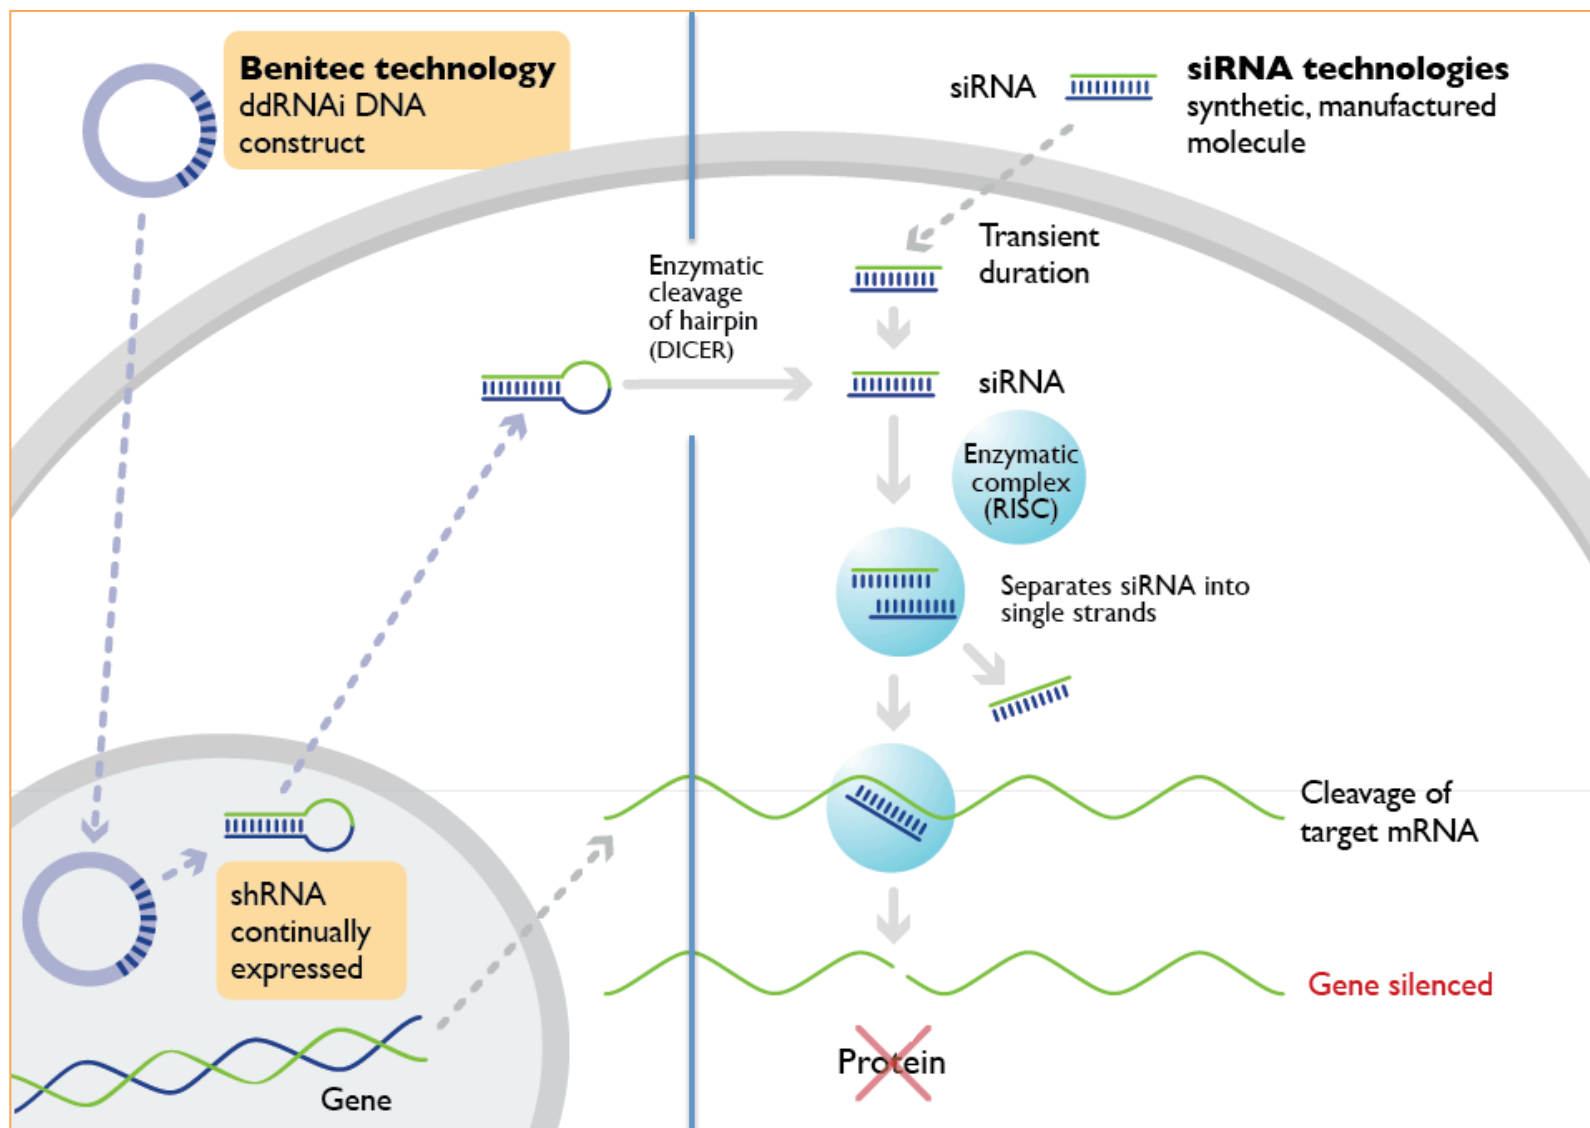 Benitec technology
ddRNAi DNA
construct
siRNA
siRNA technologies
synthetic, manufactured
molecule
Transient
duration
Enzymatic
cleavage
of hairpin
(DICER)
siRNA
Enzymatic
complex
(RISC)
Separates siRNA into
single strands
Cleavage of
target mRNA
shRNA
continually
expressed
Gene silenced
Protein
Gene